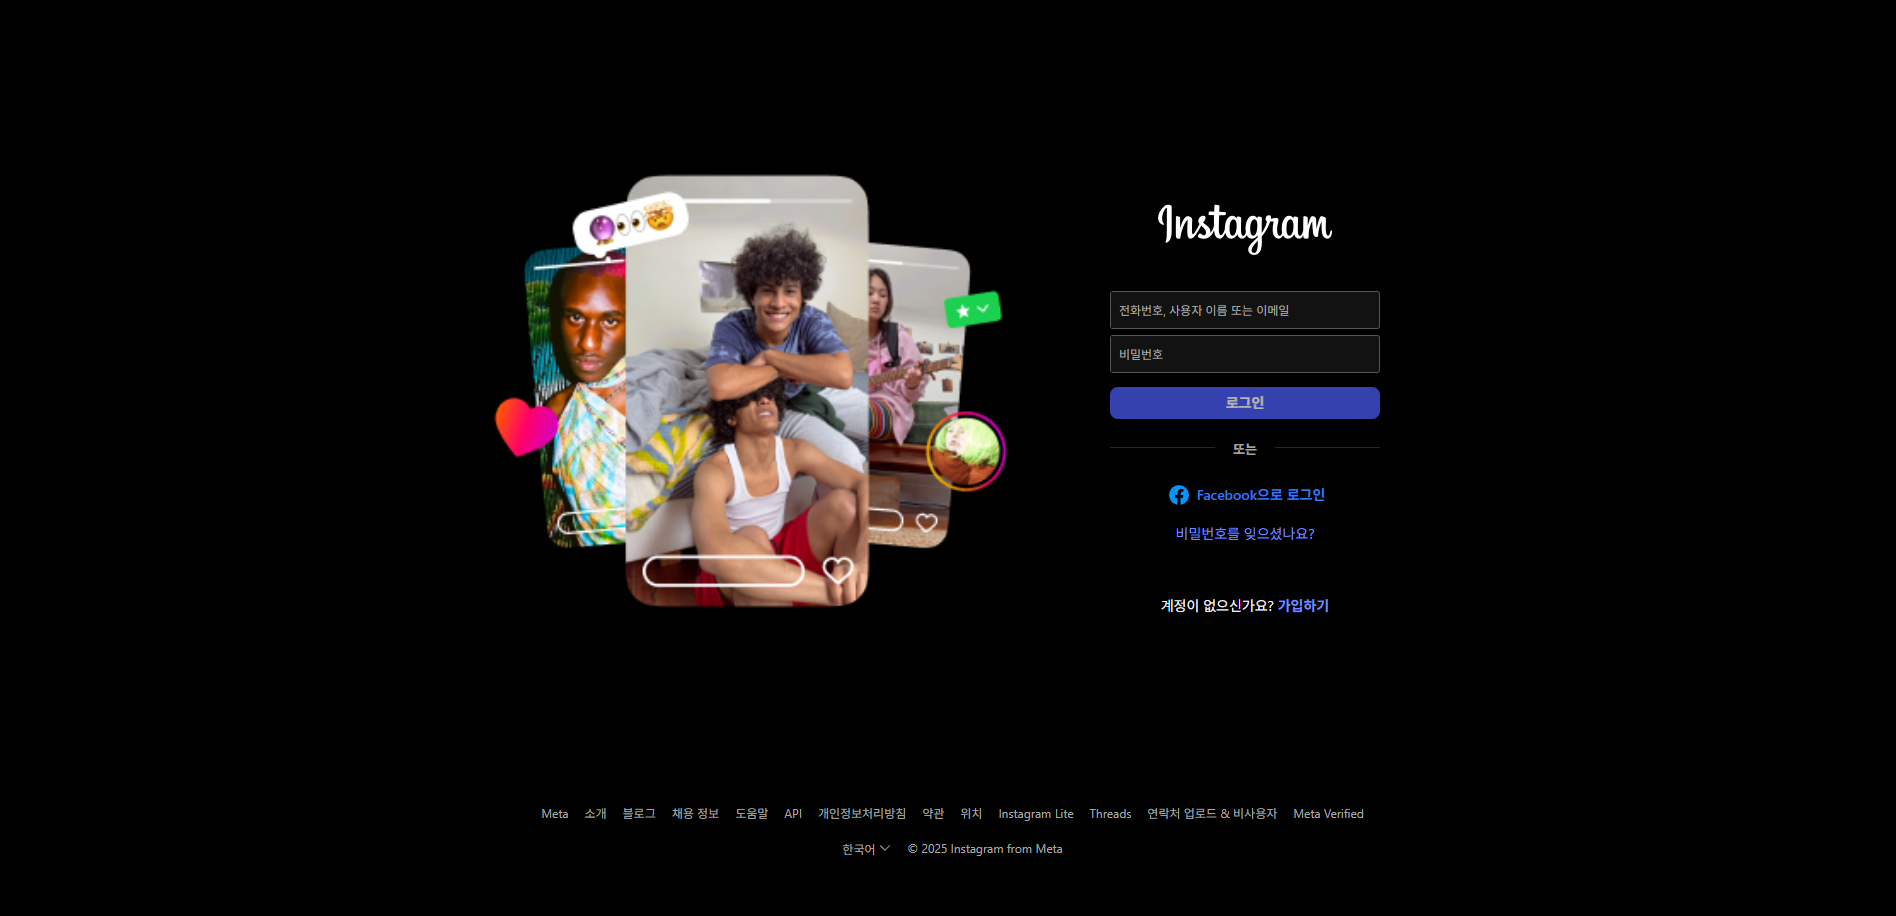 Instagram
전화번호, 사용자 이름 또는 이메일
비밀번호
로그인
또는
Facebook으로 로그인
비밀번호를 잊으셨나요?
계정이 없으신가요? 가입하기
Meta 소개 블로그 채용 정보 도움말 API 개인정보처리방침 약관 위치 Instagram Lite Threads 연락처 업로드 & 비사용자 Meta Verified
한국어 © 2025 Instagram from Meta